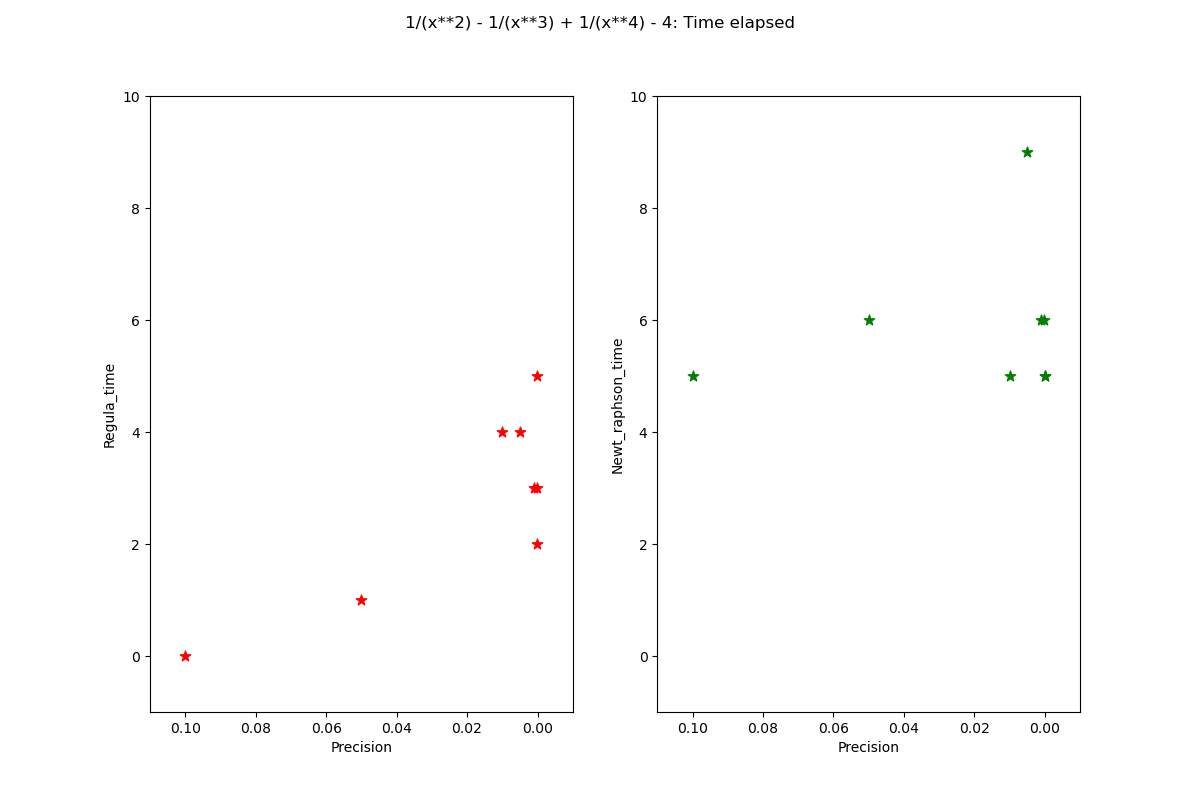 1/(x**2) - 1/(x**3) + 1/(x**4) - 4: Time elapsed
10
8
6
4
2
0
Regula_time
0.10 0.08 0.06 0.04 0.02 0.00
Precision
10
8
6
4
2
0
Newt_raphson_time
0.10 0.08 0.06 0.04 0.02 0.00
Precision